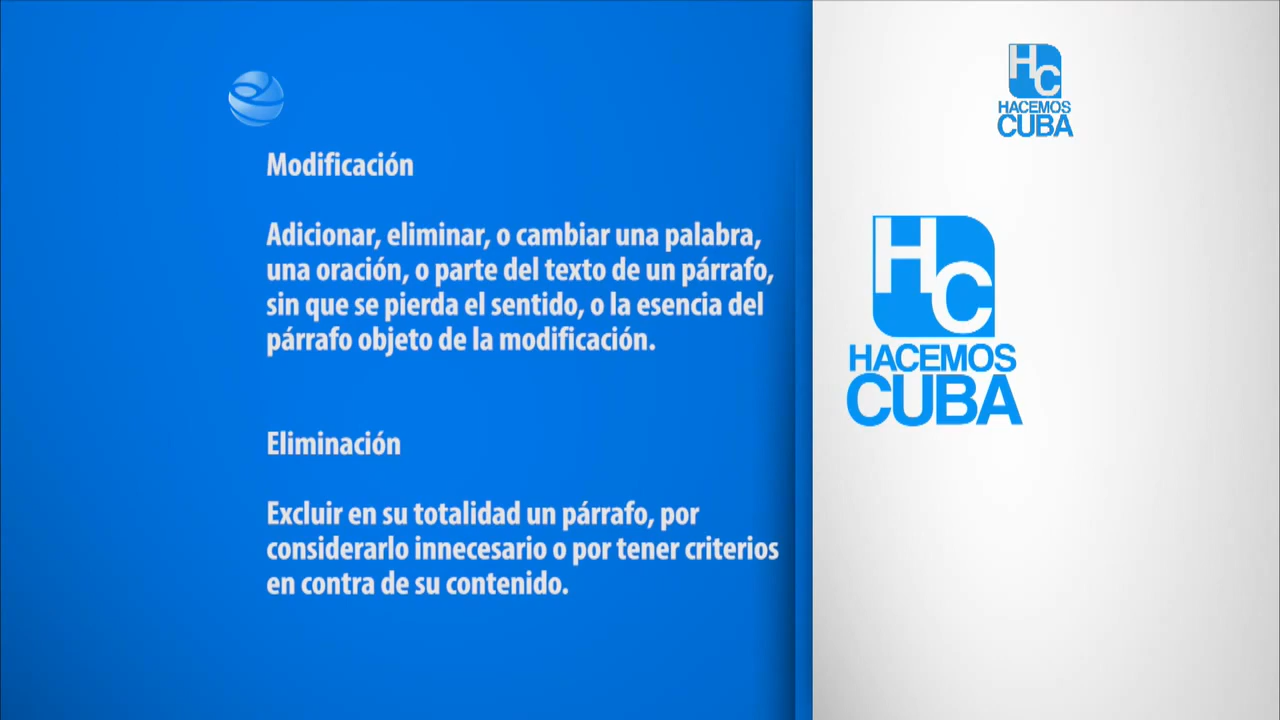 Modificación
Adicionar, eliminar, o cambiar una palabra,
una oración, o parte del texto de un párrafo,
sin que se pierda el sentido, o la esencia del
párrafo objeto de la modificación.
Eliminación
Excluir en su totalidad un párrafo, por
considerarlo innecesario o por tener criterios
en contra de su contenido.
HC
HACEMOS
CUBA
HC
HACEMOS
CUBA